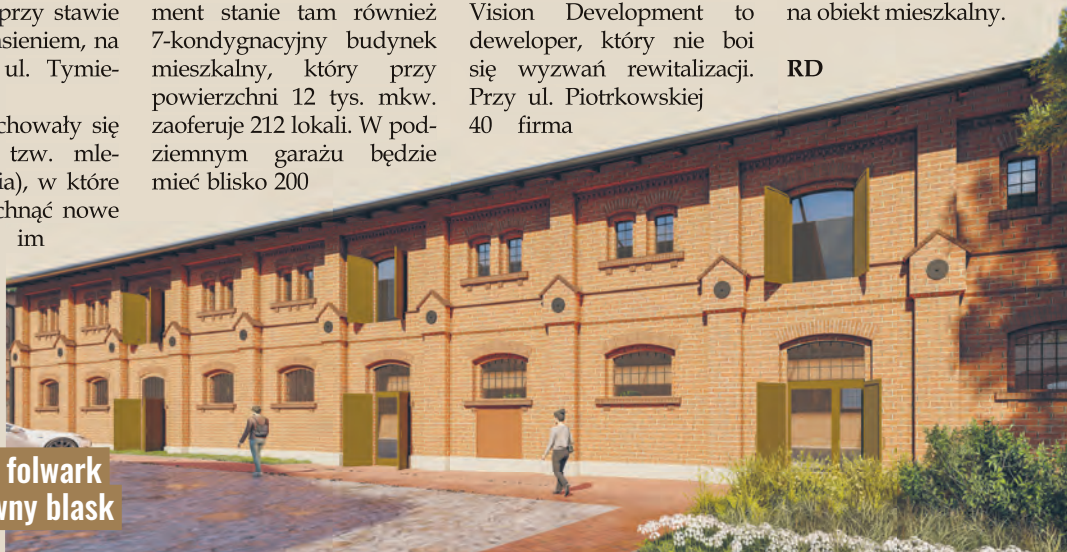 przy stawie
sieniem, na
ul. Tymie-
chowały się
tzw. mle-
ia), w które
chnąć nowe
im
ment stanie tam również
7-kondygnacyjny budynek
mieszkalny, który przy
powierzchni 12 tys. mkw.
zaoferuje 212 lokali. W pod-
ziemnym garażu będzie
mieć blisko 200
Vision Development to
deweloper, który nie boi
się wyzwań rewitalizacji.
Przy ul. Piotrkowskiej
40 firma
na obiekt mieszkalny.
RD
folwark
wny blask